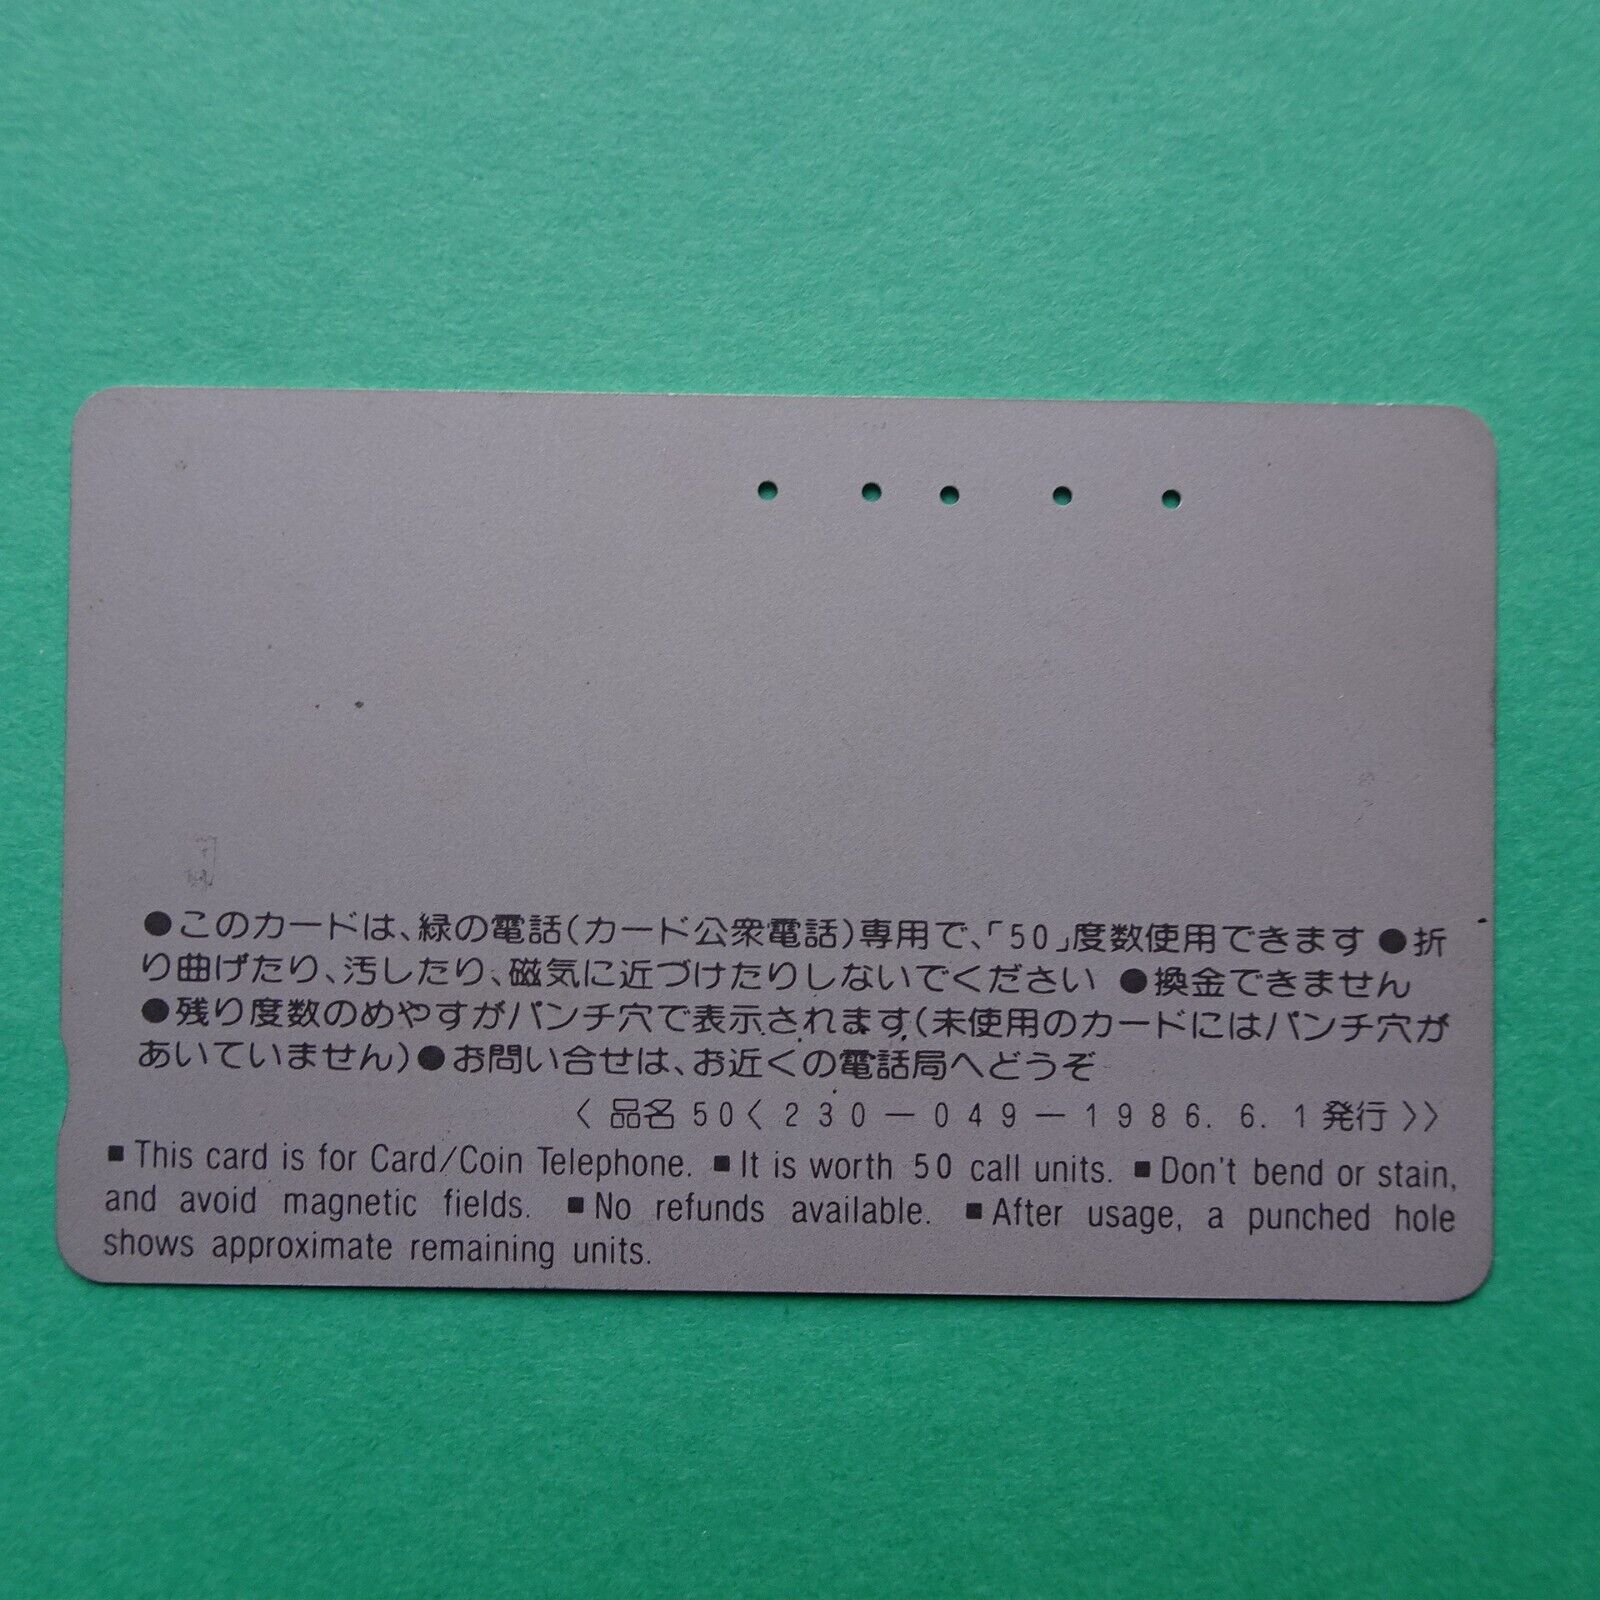 ●このカードは、緑の電話(カード公衆電話)専用で、「50」度数使用できます ●折
り曲げたり、汚したり、磁気に近づけたりしないでください ●換金できません
●残り度数のめやすがパンチ穴で表示されます(未使用のカードにはパンチ穴が
あいていません)●お問い合せは、お近くの電話局へどうぞ
〈 品名 50〈 230 — 049 — 1986. 6. 1 発行 〉〉
■ This card is for Card/Coin Telephone. ■ It is worth 50 call units. ■ Don't bend or stain,
and avoid magnetic fields. ■ No refunds available. ■ After usage, a punched hole
shows approximate remaining units.